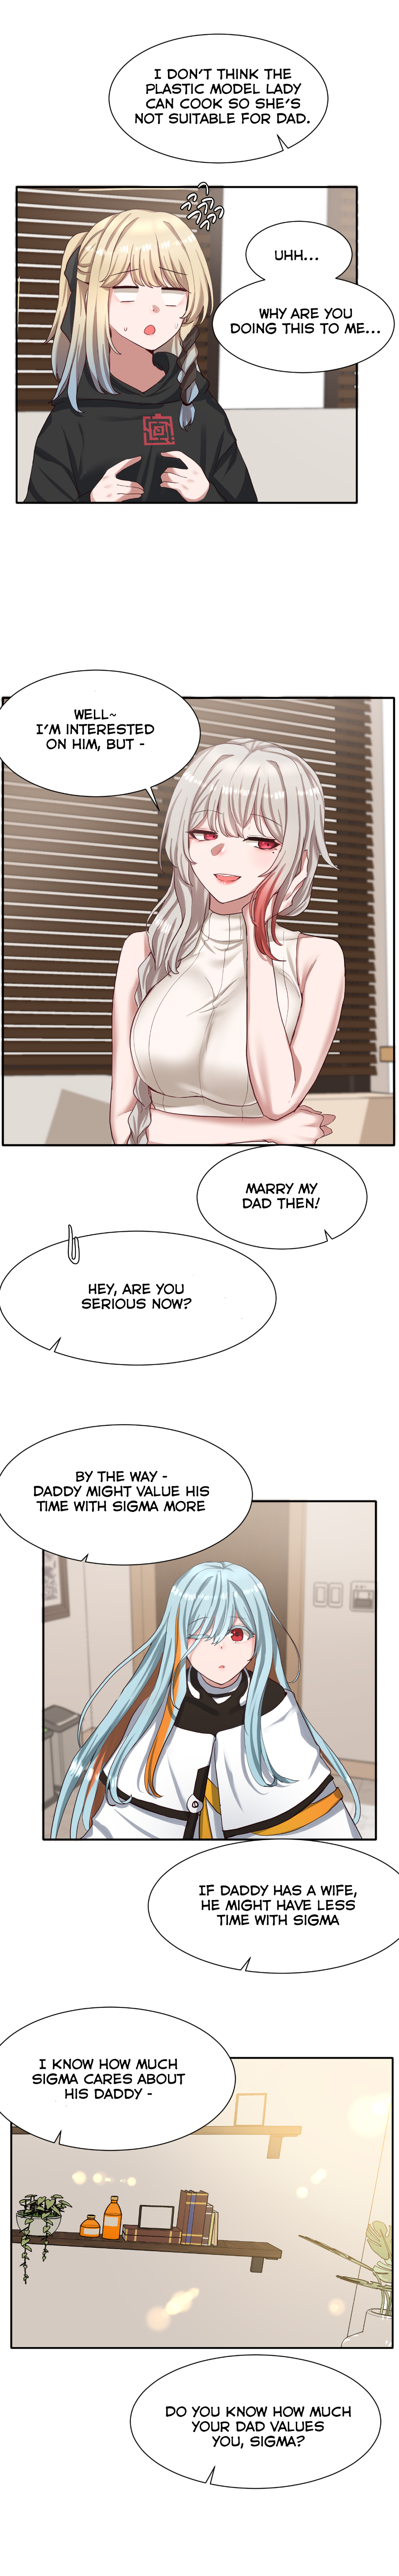 I DON'T THINK THE
PLASTIC MODEL LADY
CAN COOK SO SHE'S
NOT SUITABLE FOR DAD.
UHH...
WHY ARE YOU
DOING THIS TO ME...
WELL~
I'M INTERESTED
ON HIM, BUT -
MARRY MY
DAD THEN!
HEY, ARE YOU
SERIOUS NOW?
BY THE WAY -
DADDY MIGHT VALUE HIS
TIME WITH SIGMA MORE
IF DADDY HAS A WIFE,
HE MIGHT HAVE LESS
TIME WITH SIGMA
I KNOW HOW MUCH
SIGMA CARES ABOUT
HIS DADDY -
DO YOU KNOW HOW MUCH
YOUR DAD VALUES
YOU, SIGMA?